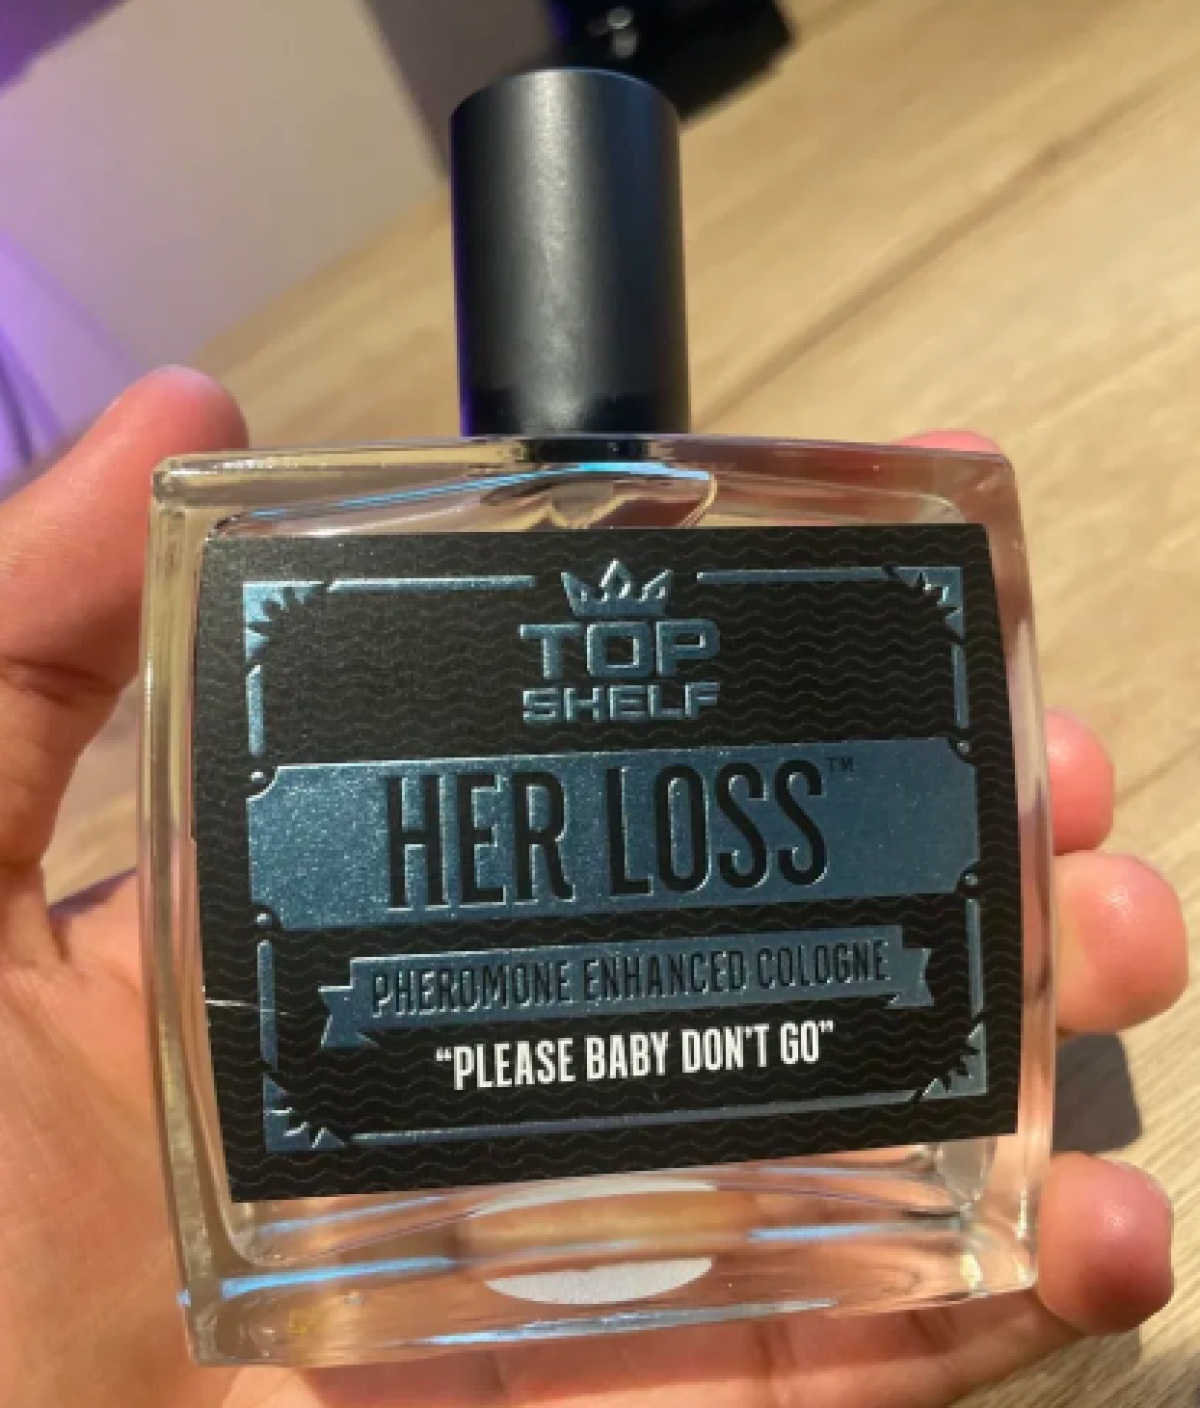 TOP
SHELF
HER LOSS™
PHEROMONE ENHANCED COLOGNE
“PLEASE BABY DON'T GO”